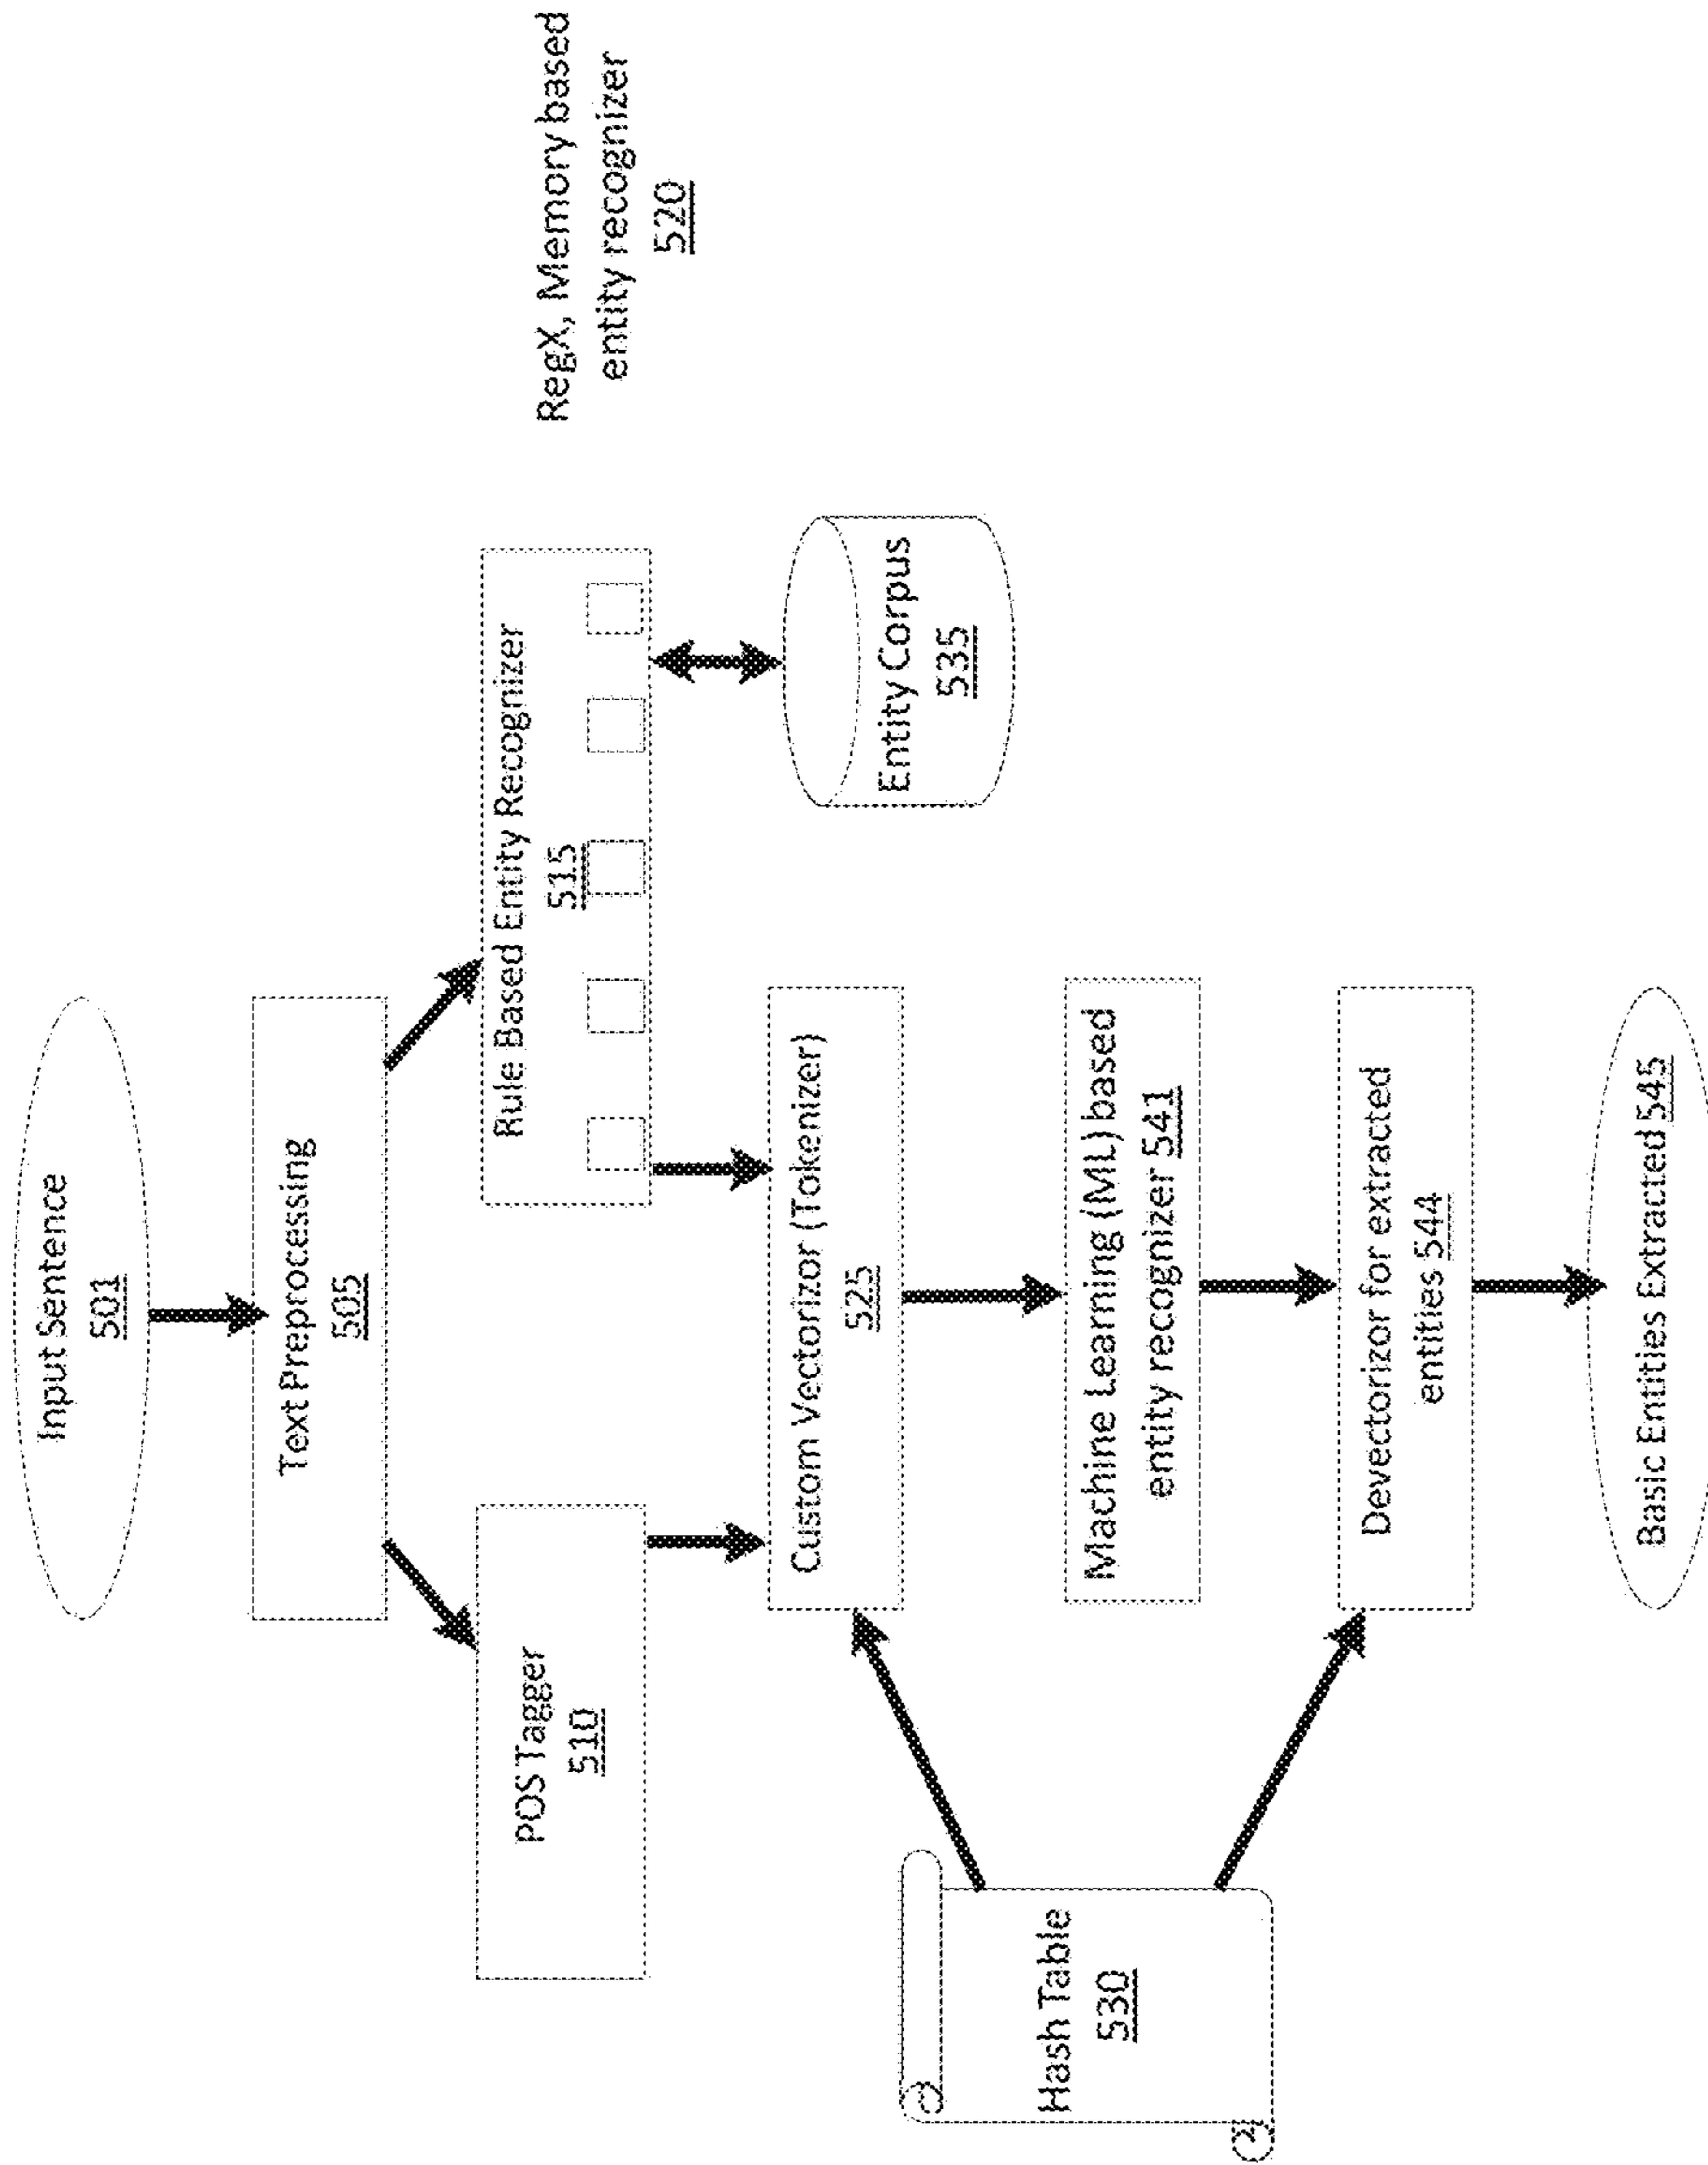 Input Sentence
501
Text Preprocessing
505
POS Tagger
510
Rule Based Entity Recognizer
515
RegX, Memory based
entity recognizer
520
Custom Vectorizor (Tokenizer)
525
Entity Corpus
535
Hash Table
530
Machine Learning (ML) based
entity recognizer 541
Devectorizor for extracted
entities 544
Basic Entities Extracted 545